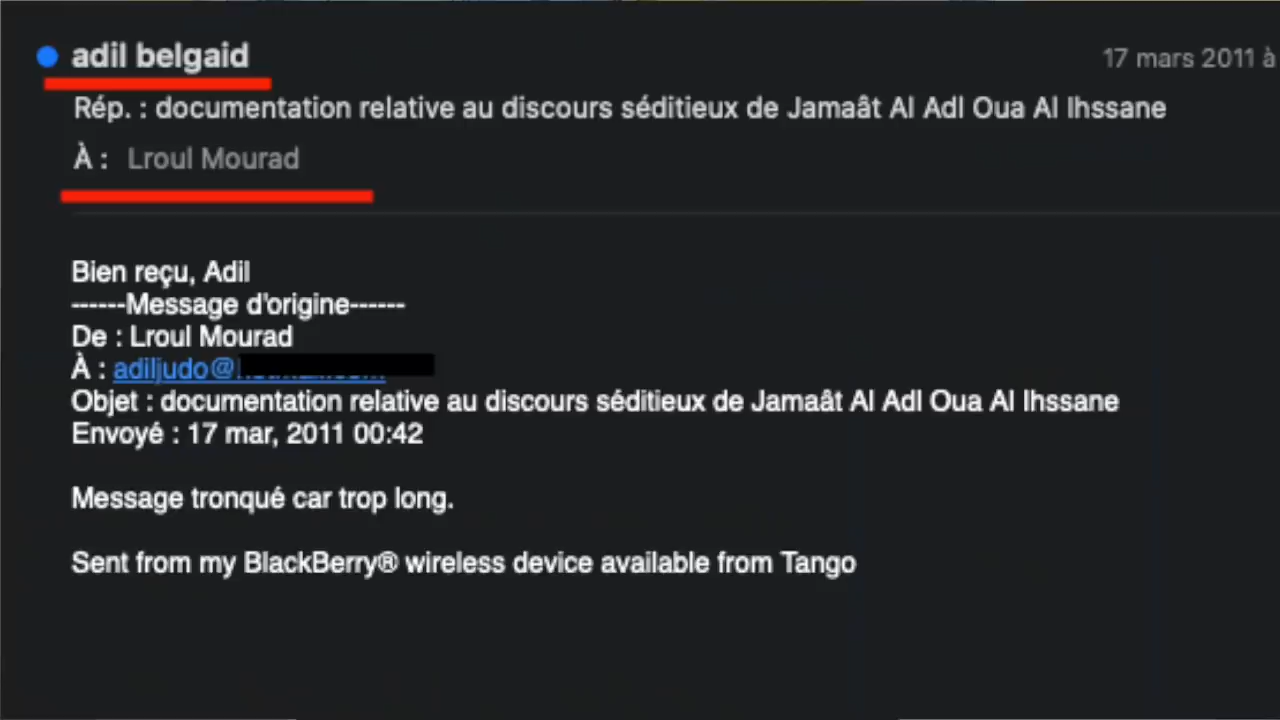 adil belgaid
17 mars 2011 à
Rép. : documentation relative au discours séditieux de Jamaât Al Adl Oua Al Ihssane
À : Lroul Mourad
Bien reçu, Adil
------Message d'origine------
De : Lroul Mourad
À : adiljudo@
Objet : documentation relative au discours séditieux de Jamaât Al Adl Oua Al Ihssane
Envoyé : 17 mar, 2011 00:42
Message tronqué car trop long.
Sent from my BlackBerry® wireless device available from Tango